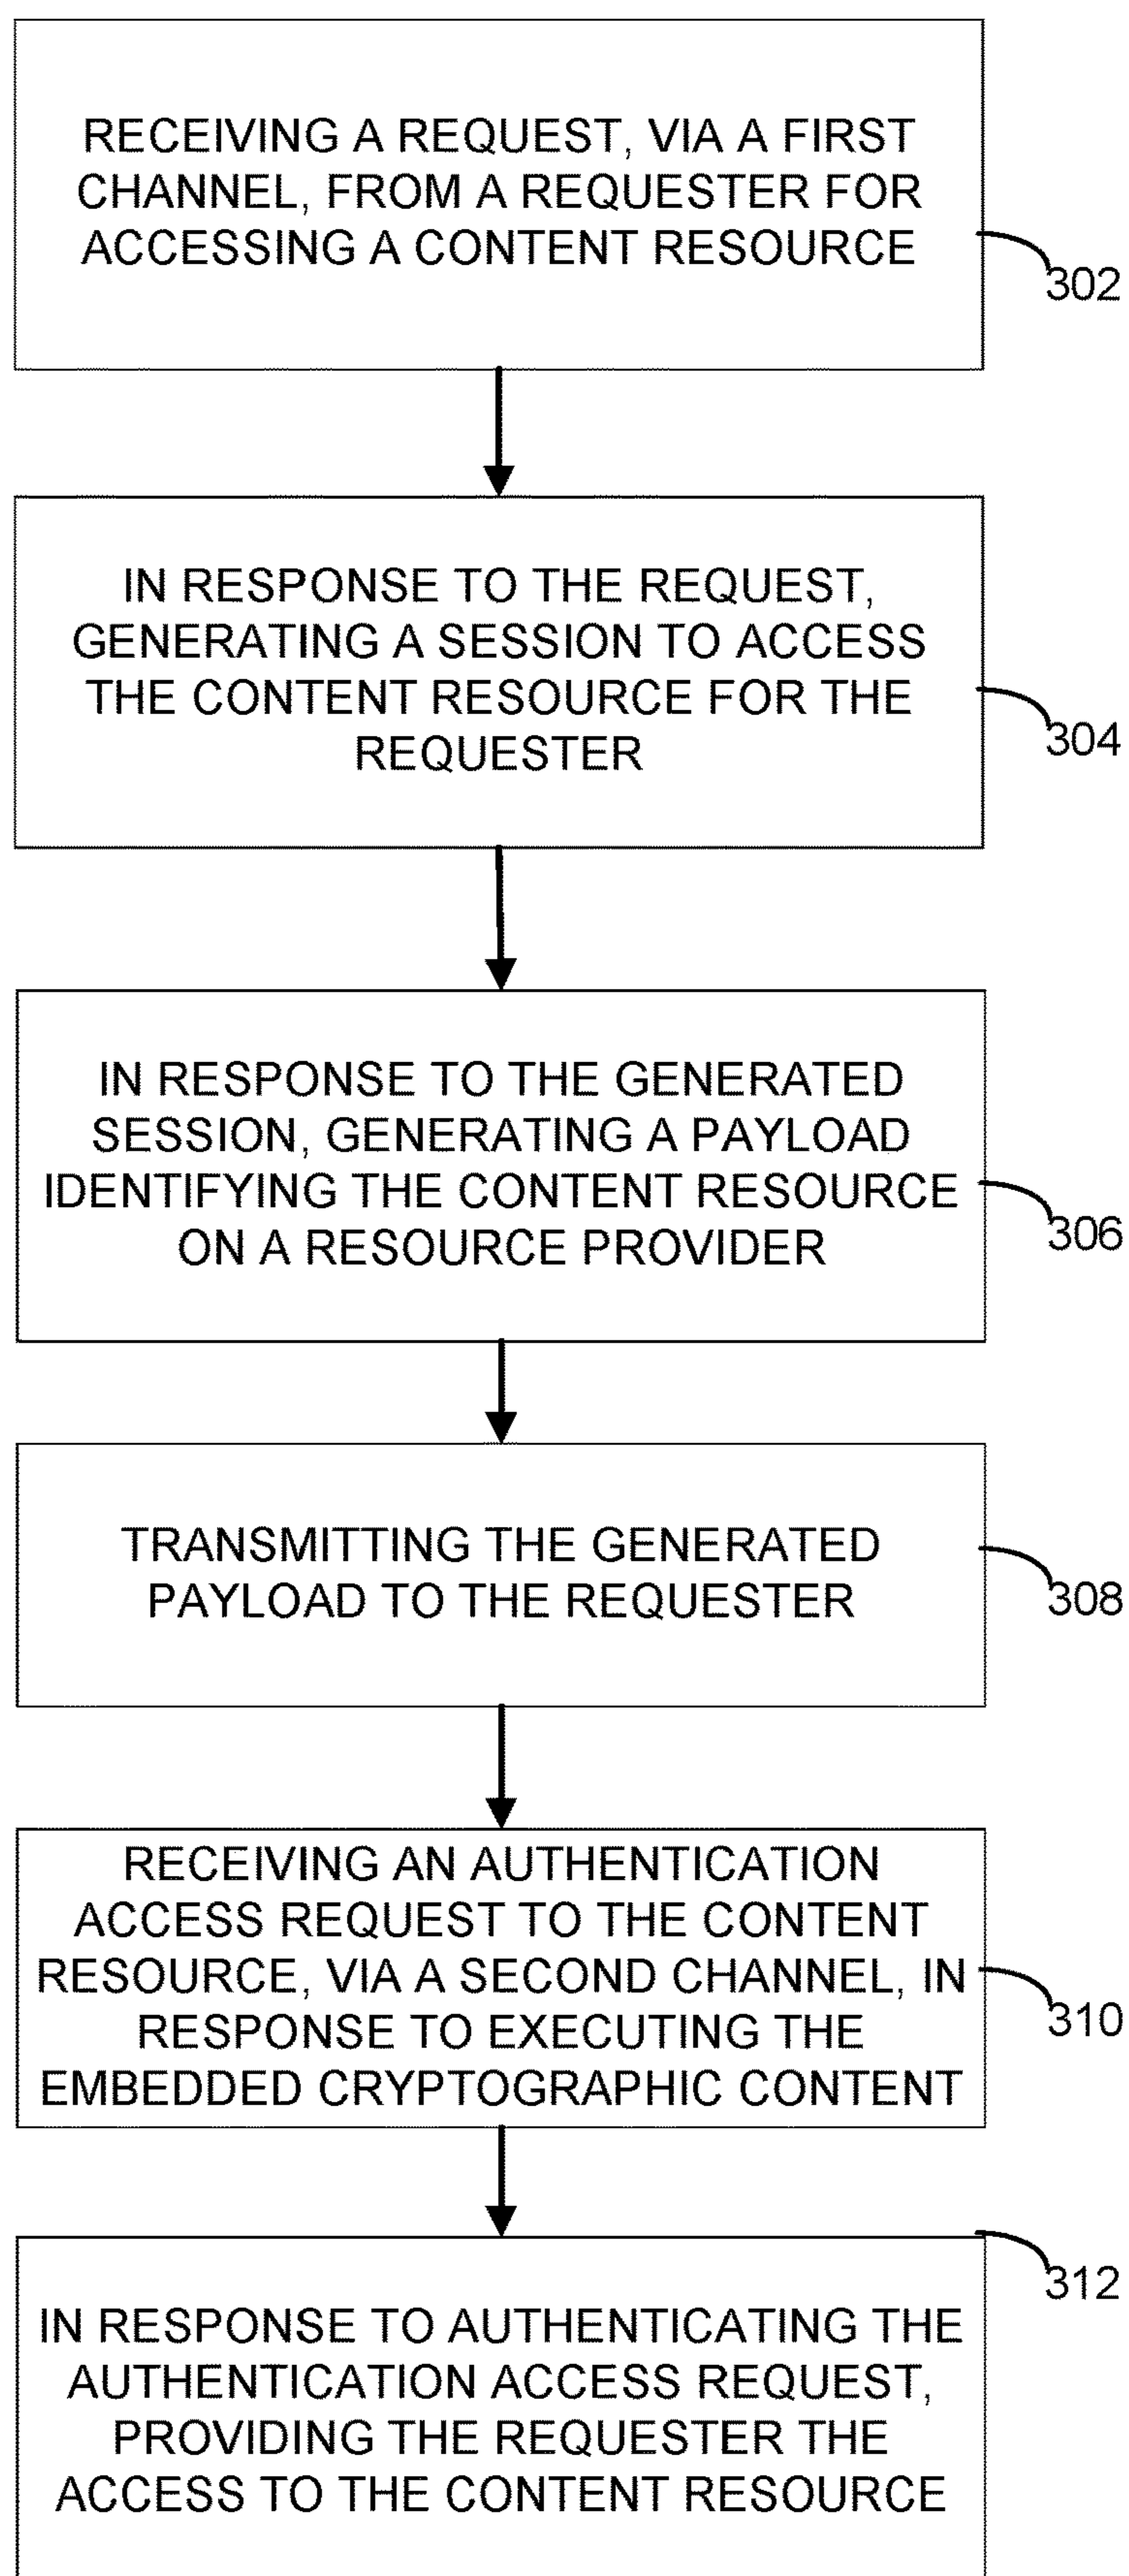 RECEIVING A REQUEST, VIA A FIRST
CHANNEL, FROM A REQUESTER FOR
ACCESSING A CONTENT RESOURCE
302
IN RESPONSE TO THE REQUEST,
GENERATING A SESSION TO ACCESS
THE CONTENT RESOURCE FOR THE
REQUESTER
304
IN RESPONSE TO THE GENERATED
SESSION, GENERATING A PAYLOAD
IDENTIFYING THE CONTENT RESOURCE
ON A RESOURCE PROVIDER
306
TRANSMITTING THE GENERATED
PAYLOAD TO THE REQUESTER
308
RECEIVING AN AUTHENTICATION
ACCESS REQUEST TO THE CONTENT
RESOURCE, VIA A SECOND CHANNEL, IN
RESPONSE TO EXECUTING THE
EMBEDDED CRYPTOGRAPHIC CONTENT
310
312
IN RESPONSE TO AUTHENTICATING THE
AUTHENTICATION ACCESS REQUEST,
PROVIDING THE REQUESTER THE
ACCESS TO THE CONTENT RESOURCE